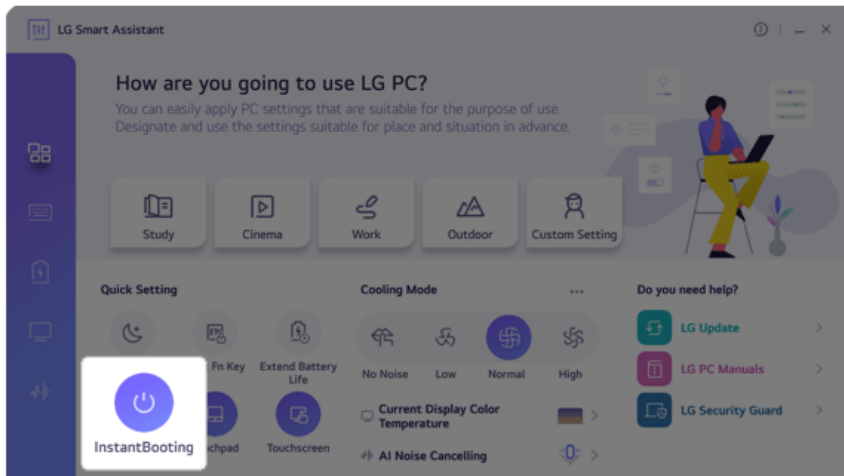 LG Smart Assistant
How are you going to use LG PC?
You can easily apply PC settings that are suitable for the purpose of use.
Designate and use the settings suitable for place and situation in advance.
Study
Cinema
Work
Outdoor
Custom Setting
Quick Setting
Fn Key
Extend Battery
Life
InstantBooting
chpad
Touchscreen
Cooling Mode
No Noise
Low
Normal
High
Current Display Color
Temperature
AI Noise Cancelling
Do you need help?
LG Update
LG PC Manuals
LG Security Guard